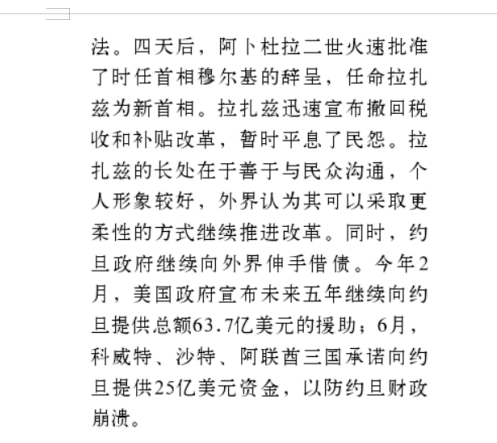 法。四天后，阿卜杜拉二世火速批准
了时任首相穆尔基的辞呈，任命拉扎
兹为新首相。拉扎兹迅速宣布撤回税
收和补贴改革，暂时平息了民怨。拉
扎兹的长处在于善于与民众沟通，个
人形象较好，外界认为其可以采取更
柔性的方式继续推进改革。同时，约
旦政府继续向外界伸手借债。今年2
月，美国政府宣布未来五年继续向约
旦提供总额63.7亿美元的援助；6月，
科威特、沙特、阿联酋三国承诺向约
旦提供25亿美元资金，以防约旦财政
崩溃。